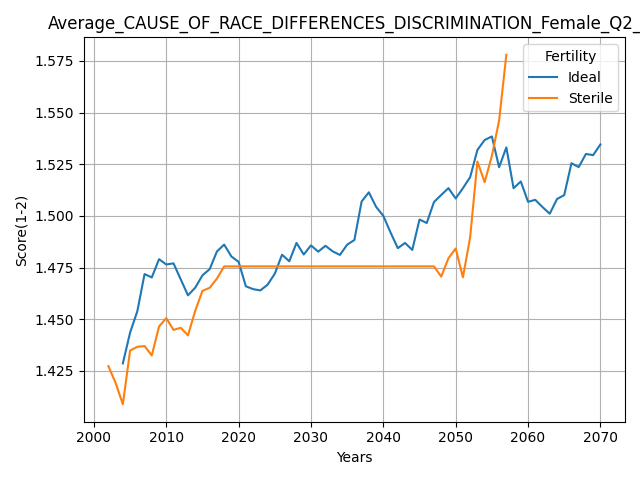 Average_CAUSE_OF_RACE_DIFFERENCES_DISCRIMINATION_Female_Q2_
Fertility
Ideal
Sterile
Score(1-2)
1.575
1.550
1.525
1.500
1.475
1.450
1.425
2000 2010 2020 2030 2040 2050 2060 2070
Years